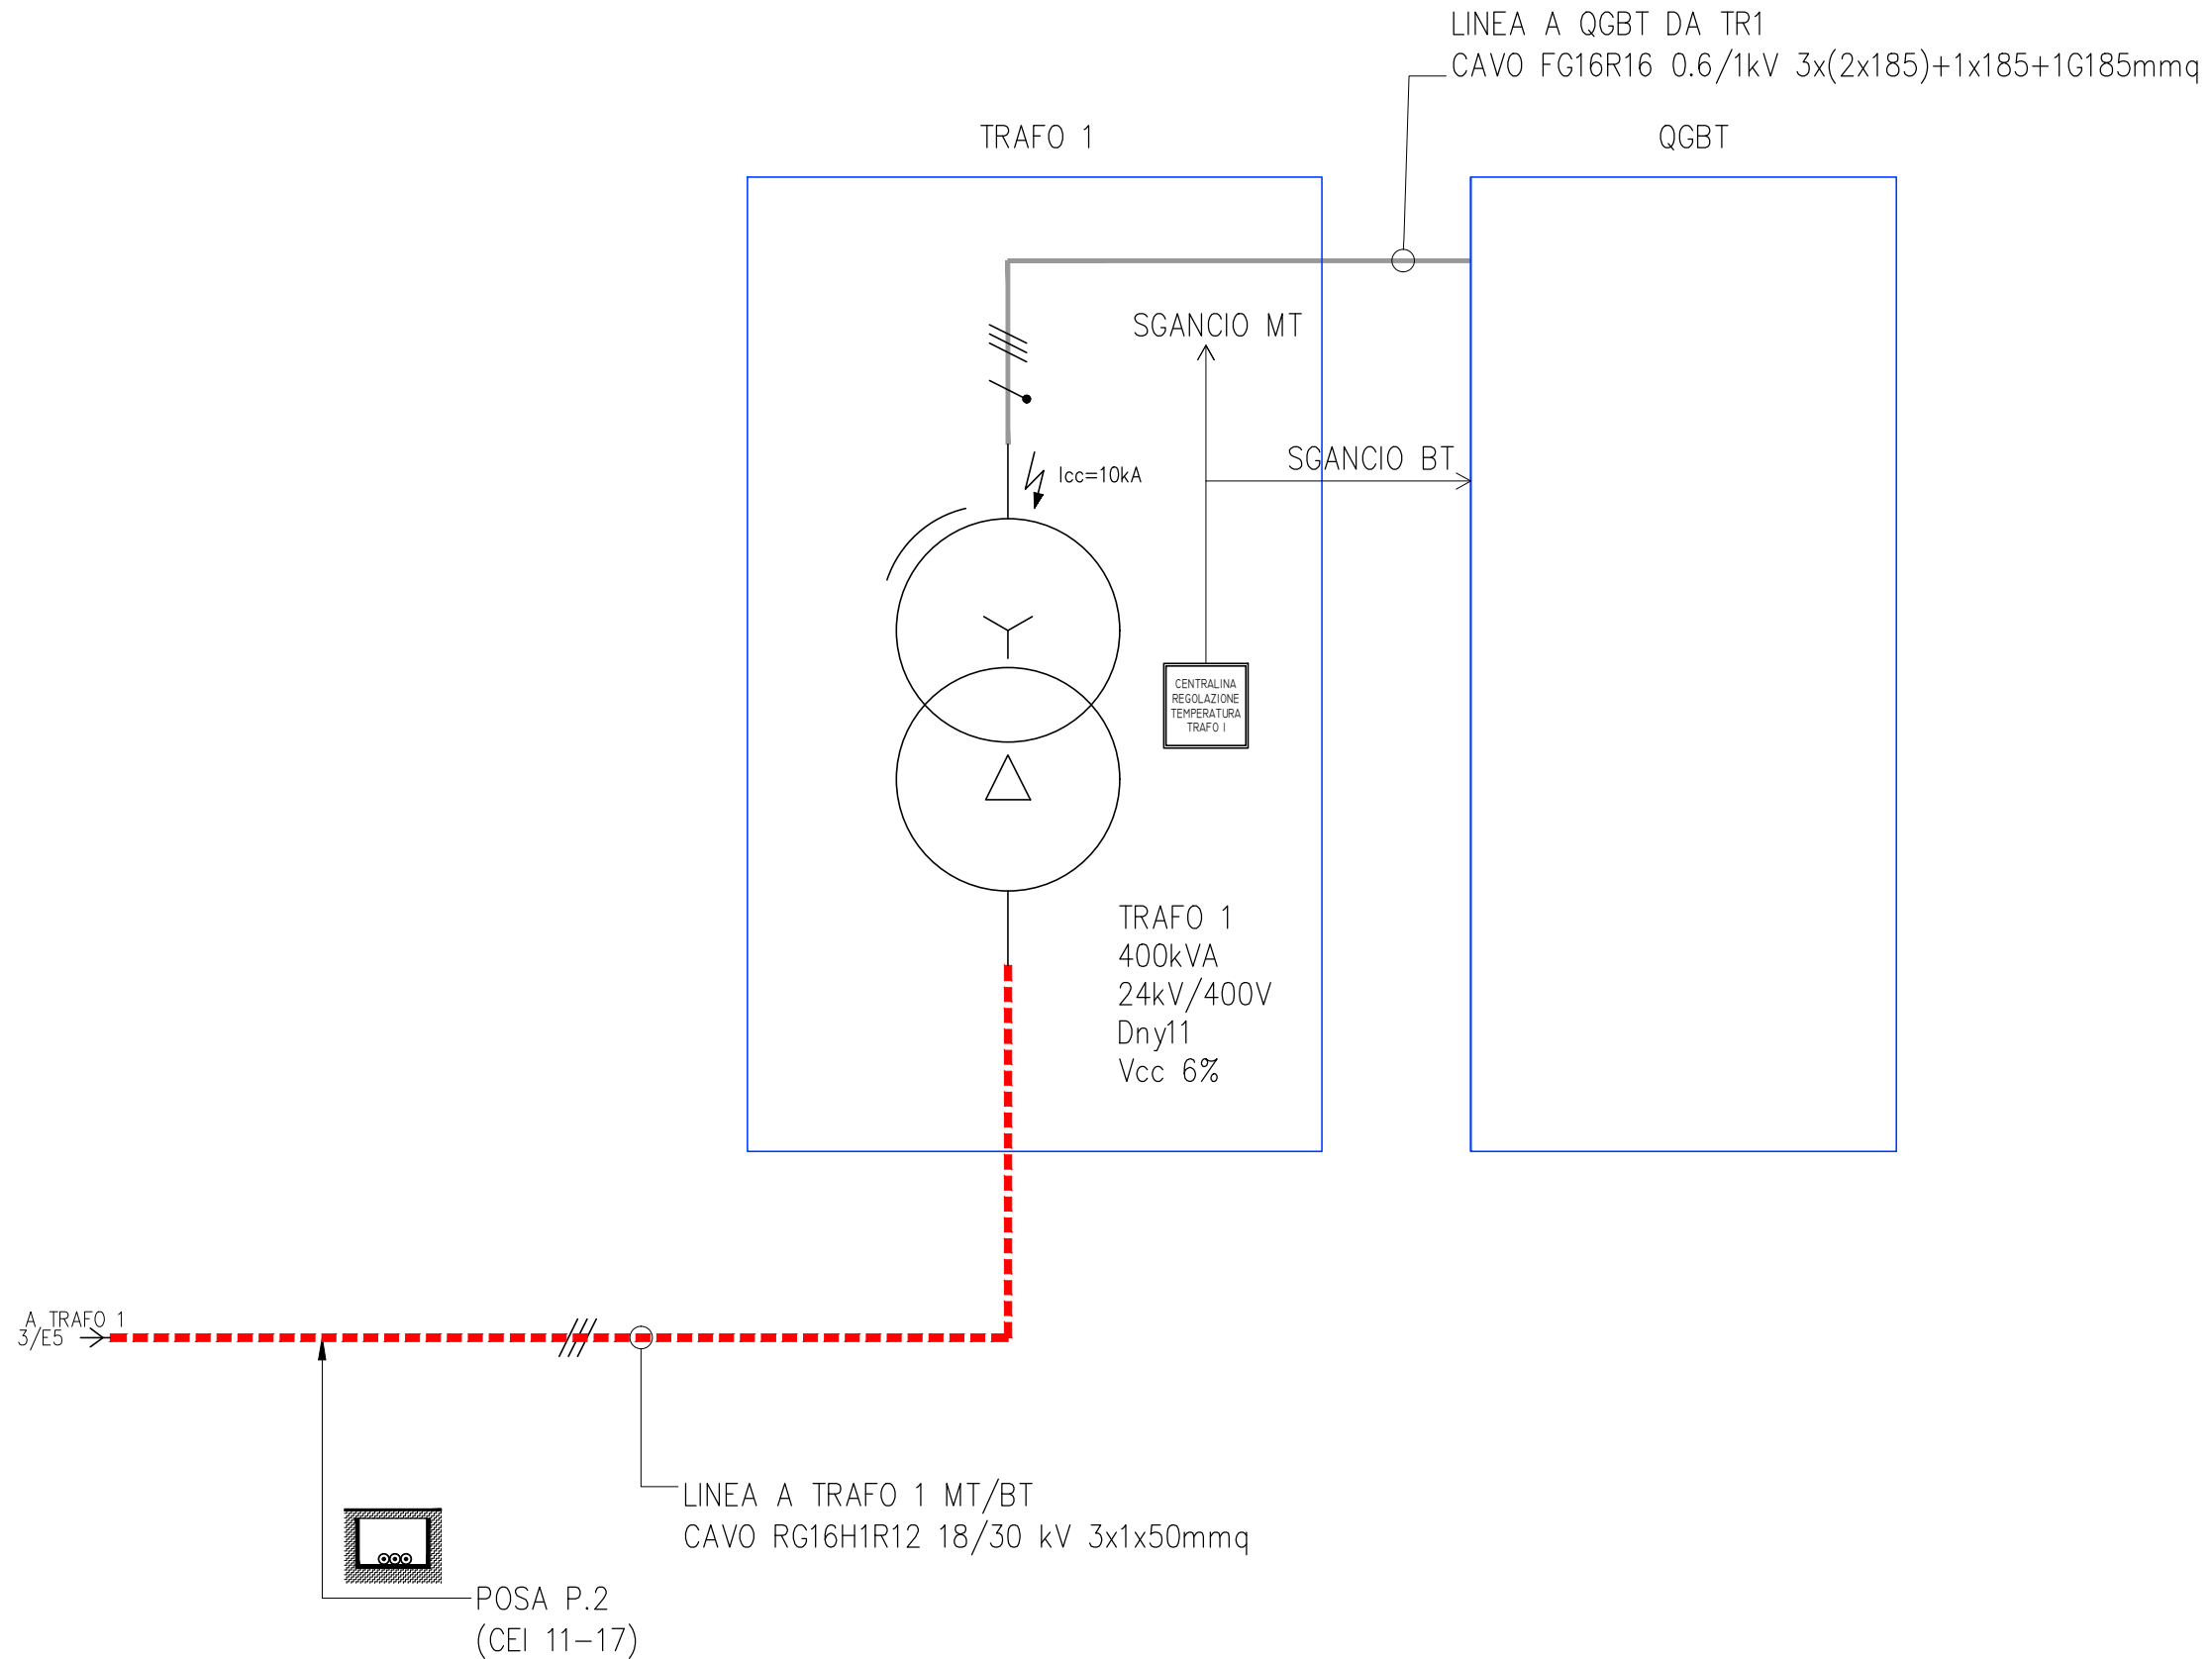 LINEA A QGBT DA TR1
CAVO FG16R16 0.6/1kV 3x(2x185)+1x185+1G185mmq
TRAFO 1
QGBT
SGANCIO MT
SGANCIO BT
Icc=10kA
CENTRALINA
REGOLAZIONE
TEMPERATURA
TRAFO 1
TRAFO 1
400kVA
24kV/400V
Dny11
Vcc 6%
A TRAFO 1
3/E5
LINEA A TRAFO 1 MT/BT
CAVO RG16H1R12 18/30 kV 3x1x50mmq
POSA P.2
(CEI 11-17)